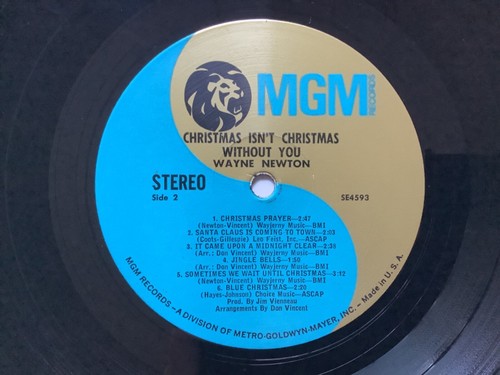 MGM
RECORDS
CHRISTMAS ISN'T CHRISTMAS
WITHOUT YOU
WAYNE NEWTON
STEREO
Side 2
SE4593
1. CHRISTMAS PRAYER—2:47
(Newton-Vincent) Wayjerny Music—BMI
2. SANTA CLAUS IS COMING TO TOWN—2:03
(Coots-Gillespie) Leo Feist, Inc.—ASCAP
3. IT CAME UPON A MIDNIGHT CLEAR—2:38
(Arr.: Don Vincent) Wayjerny Music—BMI
4. JINGLE BELLS—1:55
(Arr.: Don Vincent) Wayjerny Music—BMI
5. SOMETIMES WE WAIT UNTIL CHRISTMAS—3:12
(Newton-Vincent) Wayjerny Music—BMI
6. BLUE CHRISTMAS—2:30
(Hayes-Johnson) Choice Music—ASCAP
Prod. By Jim Vienneau
Arrangements By Don Vincent
MGM RECORDS—A DIVISION OF METRO-GOLDWYN-MAYER, INC.—Made in U.S.A.